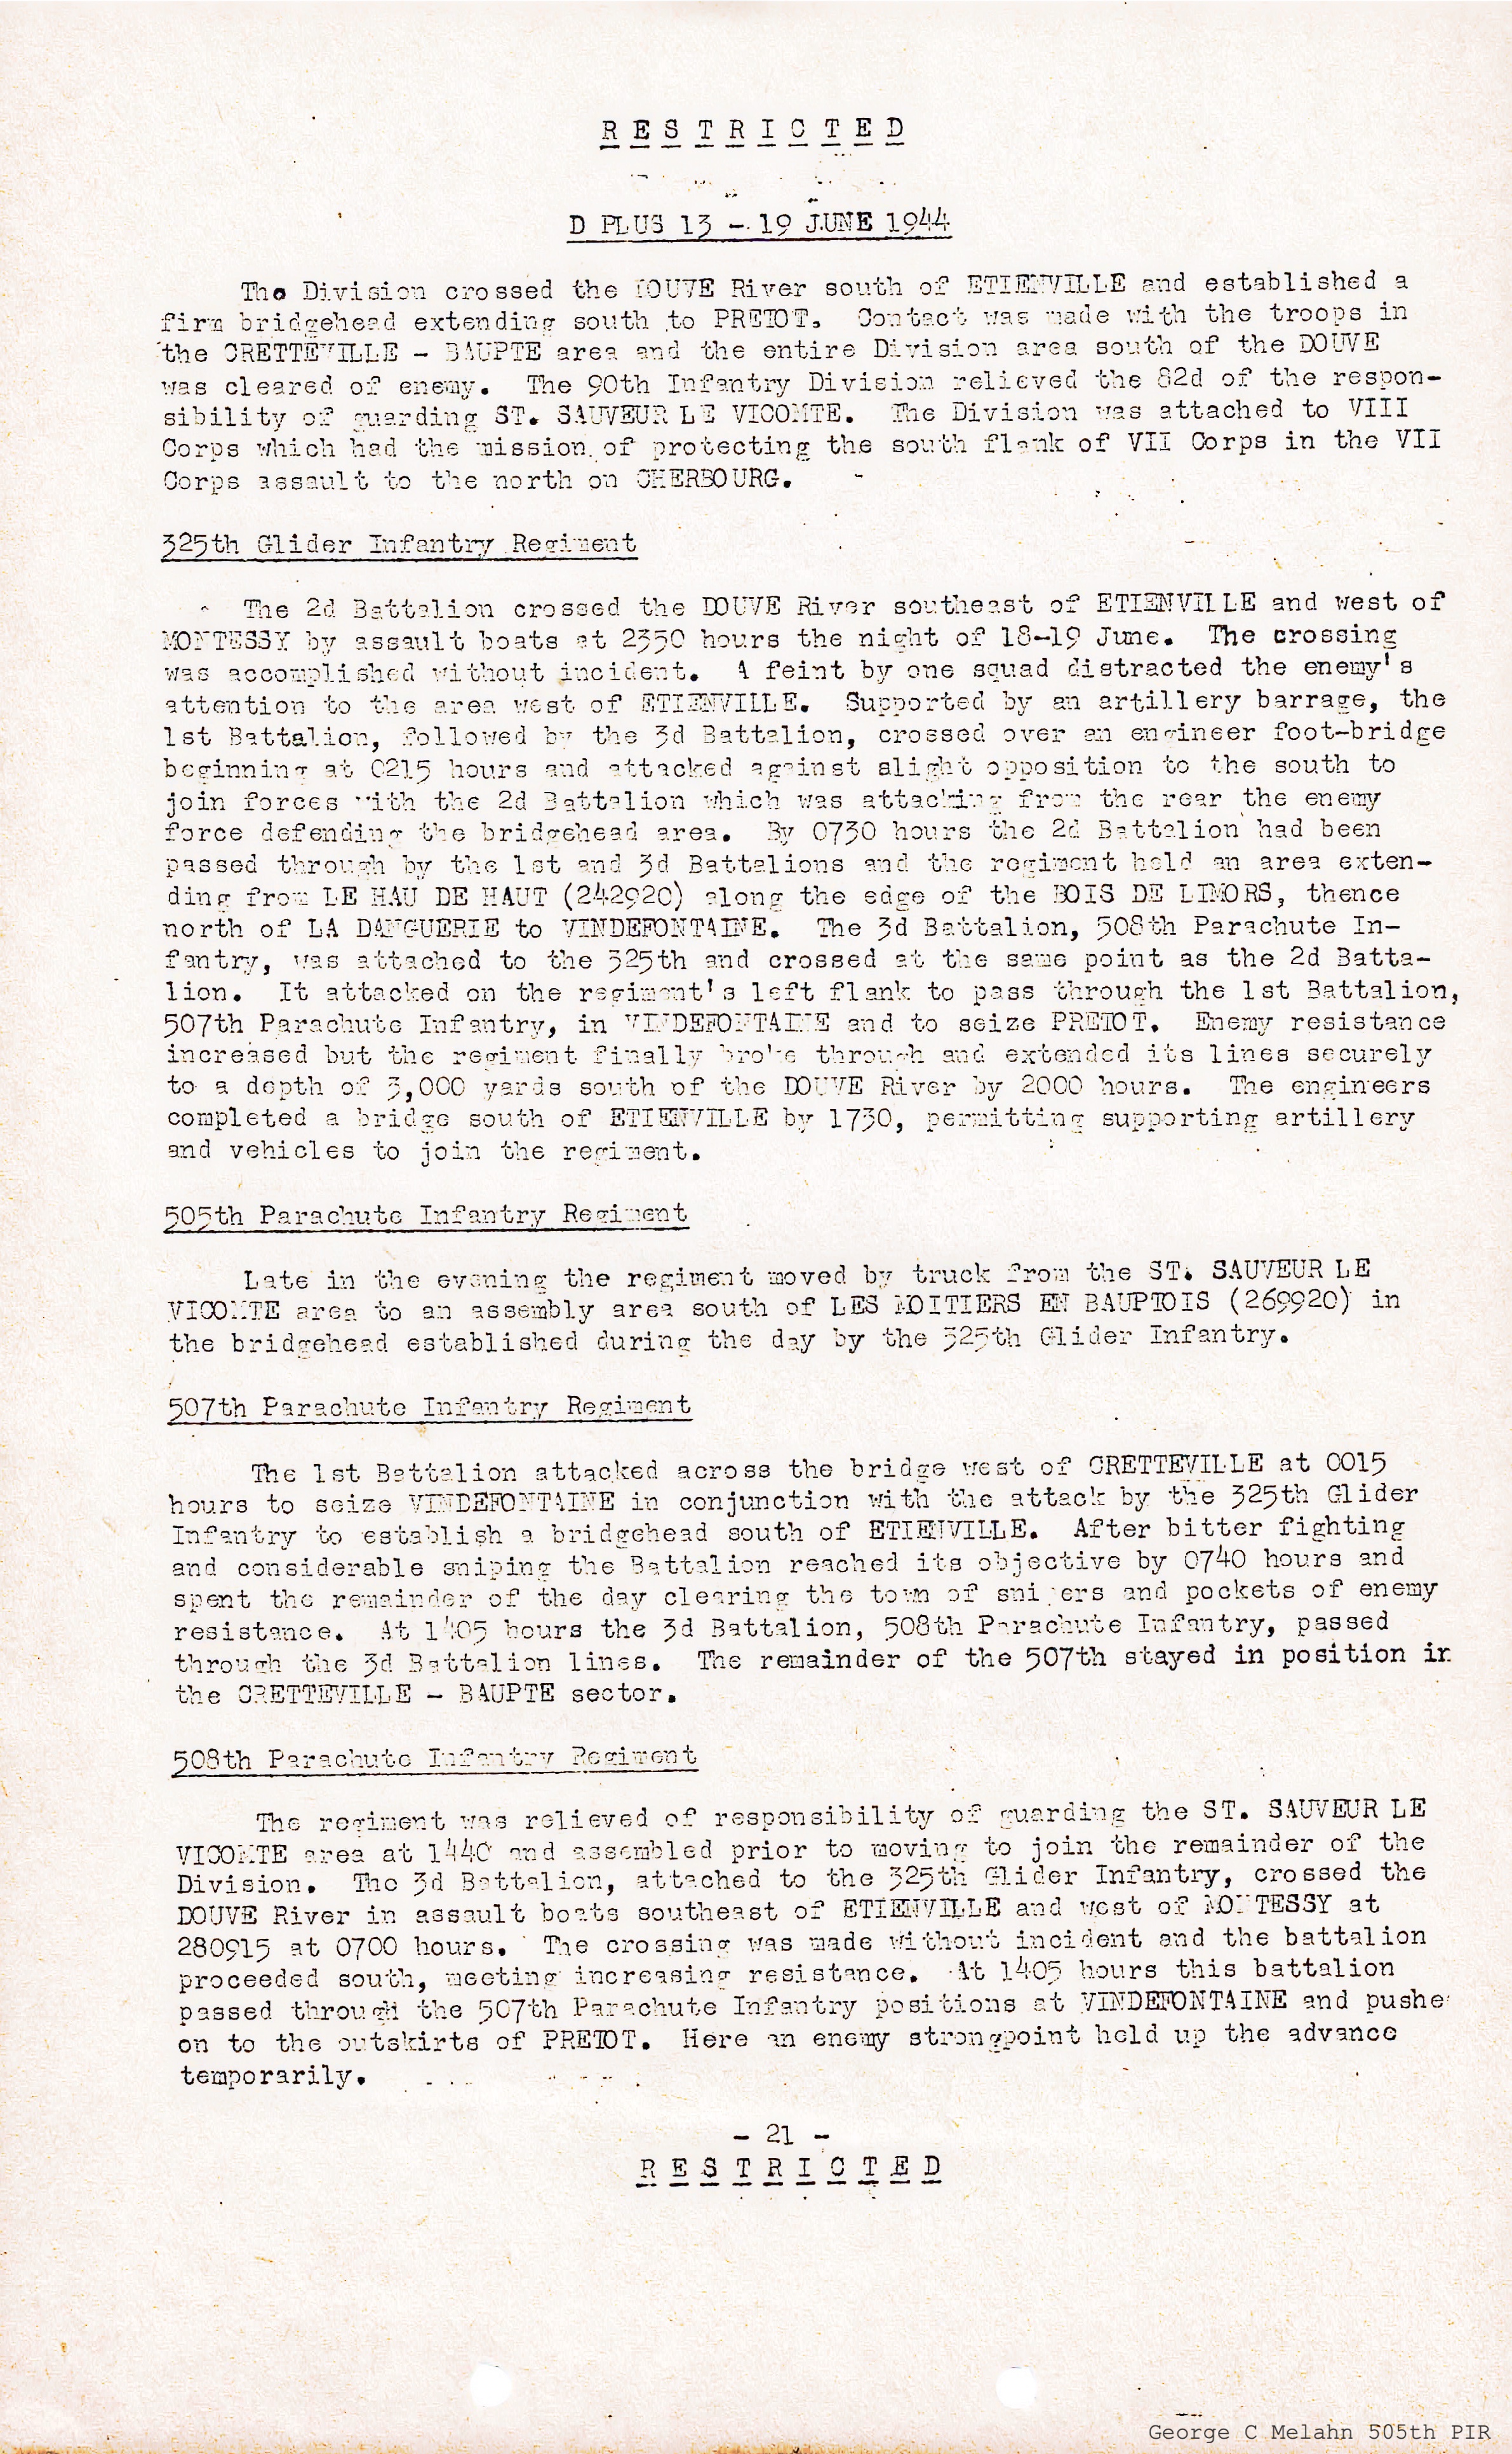 R E S T R I C T E D
D PLUS 13 - 19 JUNE 1944
The Division crossed the DOUVE River south of ETIENVILLE and established a
firm bridgehead extending south to PRETOT. Contact was made with the troops in
the CRETTEVILLE - BAUPTE area and the entire Division area south of the DOUVE
was cleared of enemy. The 90th Infantry Division relieved the 82d of the respon-
sibility of guarding ST. SAUVEUR LE VICOMTE. The Division was attached to VIII
Corps which had the mission of protecting the south flank of VII Corps in the VII
Corps assault to the north on CHERBOURG.
325th Glider Infantry Regiment
The 2d Battalion crossed the DOUVE River southeast of ETIENVILLE and west of
MONTESSY by assault boats at 2350 hours the night of 18-19 June. The crossing
was accomplished without incident. A feint by one squad distracted the enemy's
attention to the area west of ETIENVILLE. Supported by an artillery barrage, the
1st Battalion, followed by the 3d Battalion, crossed over an engineer foot-bridge
beginning at 0215 hours and attacked against slight opposition to the south to
join forces with the 2d Battalion which was attacking from the rear the enemy
force defending the bridgehead area. By 0730 hours the 2d Battalion had been
passed through by the 1st and 3d Battalions and the regiment held an area exten-
ding from LE HAU DE HAUT (242920) along the edge of the BOIS DE LIMORS, thence
north of LA DANGUERIE to VINDEFONTAINE. The 3d Battalion, 508th Parachute In-
fantry, was attached to the 325th and crossed at the same point as the 2d Batta-
lion. It attacked on the regiment's left flank to pass through the 1st Battalion,
507th Parachute Infantry, in VINDEFONTAINE and to seize PRETOT. Enemy resistance
increased but the regiment finally broke through and extended its lines securely
to a depth of 3,000 yards south of the DOUVE River by 2000 hours. The engineers
completed a bridge south of ETIENVILLE by 1730, permitting supporting artillery
and vehicles to join the regiment.
505th Parachute Infantry Regiment
Late in the evening the regiment moved by truck from the ST. SAUVEUR LE
VICOMTE area to an assembly area south of LES MOITIERS EN BAUPTOIS (269920) in
the bridgehead established during the day by the 325th Glider Infantry.
507th Parachute Infantry Regiment
The 1st Battalion attacked across the bridge west of CRETTEVILLE at 0015
hours to seize VINDEFONTAINE in conjunction with the attack by the 325th Glider
Infantry to establish a bridgehead south of ETIENVILLE. After bitter fighting
and considerable sniping the Battalion reached its objective by 0740 hours and
spent the remainder of the day clearing the town of snipers and pockets of enemy
resistance. At 1405 hours the 3d Battalion, 508th Parachute Infantry, passed
through the 3d Battalion lines. The remainder of the 507th stayed in position in
the CRETTEVILLE - BAUPTE sector.
508th Parachute Infantry Regiment
The regiment was relieved of responsibility of guarding the ST. SAUVEUR LE
VICOMTE area at 1440 and assembled prior to moving to join the remainder of the
Division. The 3d Battalion, attached to the 325th Glider Infantry, crossed the
DOUVE River in assault boats southeast of ETIENVILLE and west of MONTESSY at
280915 at 0700 hours. The crossing was made without incident and the battalion
proceeded south, meeting increasing resistance. At 1405 hours this battalion
passed through the 507th Parachute Infantry positions at VINDEFONTAINE and pushe
on to the outskirts of PRETOT. Here an enemy strongpoint held up the advance
temporarily.
- 21 -
R E S T R I C T E D
George C Melahn 505th PIR